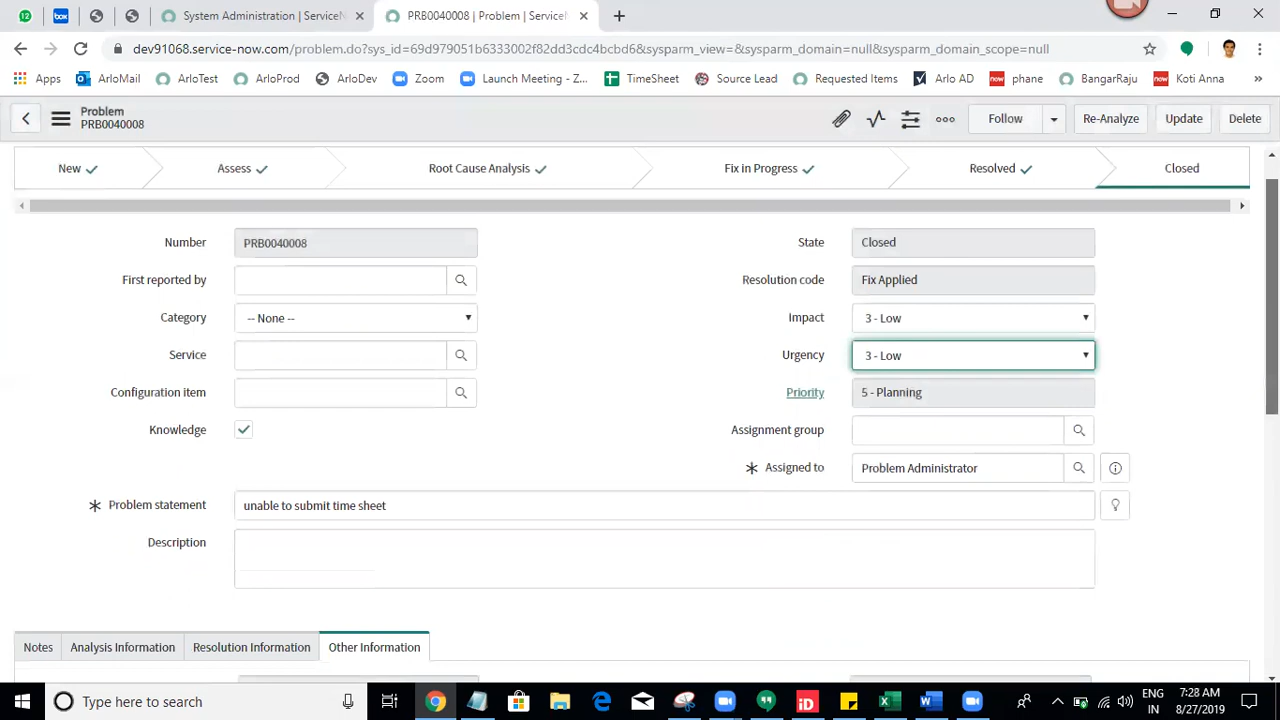 System Administration | ServiceN
PRB0040008 | Problem | ServiceN
dev91068.service-now.com/problem.do?sys_id=69d979051b6333002f82dd3cdc4bcbd6&sysparm_view=&sysparm_domain=null&sysparm_domain_scope=null
Apps ArloMail ArloTest ArloProd ArloDev Zoom Launch Meeting - Z... TimeSheet Source Lead Requested Items Arlo AD now phane BangarRaju now Koti Anna »
Problem
PRB0040008
Follow Re-Analyze Update Delete
New Assess Root Cause Analysis Fix in Progress Resolved Closed
Number PRB0040008 State Closed
First reported by Resolution code Fix Applied
Category -- None -- Impact 3 - Low
Service Urgency 3 - Low
Configuration item Priority 5 - Planning
Knowledge Assignment group
Assigned to Problem Administrator
Problem statement unable to submit time sheet
Description
Notes Analysis Information Resolution Information Other Information
Type here to search iD X W ENG 7:28 AM
IN 8/27/2019